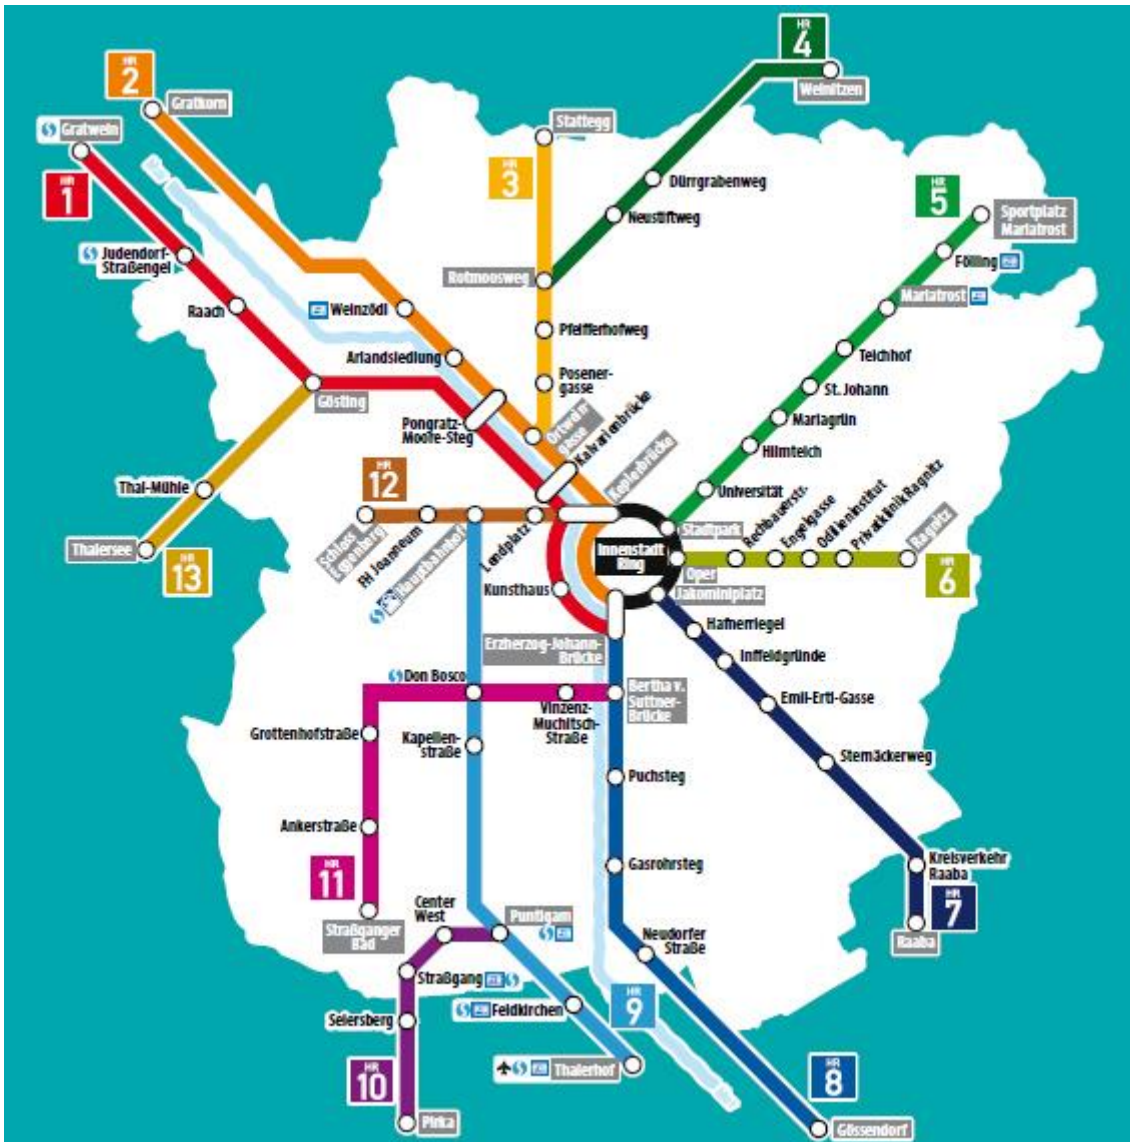 HR
4
HR
2
Gratkorn
Weinitzen
Gratwein
Stattegg
HR
3
HR
1
Dürrgrabenweg
HR
5
Neustiftweg
Sportplatz
Mariatrost
Judendorf-
Straßengel
Fölling
Rotmoosweg
Raach
Weinzödl
Mariatrost
Pfeifferhofweg
Arlandsiedlung
Teichhof
Posener-
gasse
Gösting
St. Johann
Pongratz-
Moore-Steg
Ortwein-
gasse
Kalvarienbrücke
Mariagrün
Hilmteich
Keplerbrücke
HR
12
Thal-Mühle
Universität
Schloss
Eggenberg
FH Joanneum
Hauptbahnhof
Lendplatz
Stadtpark
Rechbauerstr.
Engelgasse
Odilieninstitut
Privatklinik Ragnitz
Ragnitz
Thalersee
HR
13
Innenstadt
Ring
Oper
HR
6
Kunsthaus
Jakominiplatz
Hafnerriegel
Erzherzog-Johann-
Brücke
Inffeldgründe
Don Bosco
Bertha v.
Suttner-
Brücke
Emil-Ertl-Gasse
Vinzenz-
Muchitsch-
Straße
Grottenhofstraße
Kapellen-
straße
Sternäckerweg
Puchsteg
Ankerstraße
Gasrohrsteg
Kreisverkehr
Raaba
HR
11
HR
7
Center
West
Puntigam
Straßganger
Bad
Neudorfer
Straße
Raaba
Straßgang
Feldkirchen
HR
9
Seiersberg
Thalerhof
HR
10
HR
8
Pirka
Gössendorf